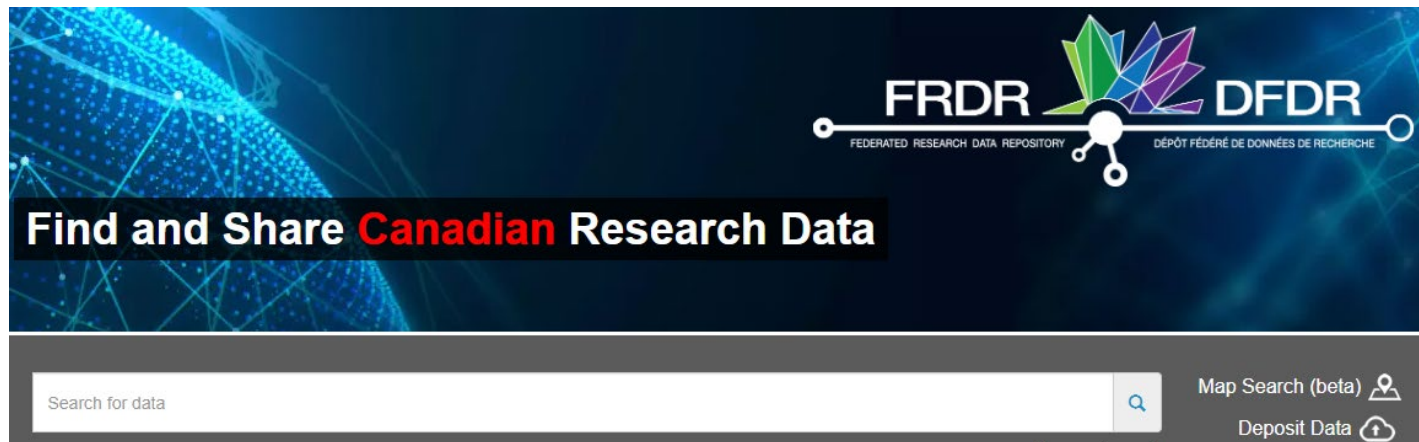 FRDR DFDR
FEDERATED RESEARCH DATA REPOSITORY DÉPÔT FÉDÉRÉ DE DONNÉES DE RECHERCHE
Find and Share Canadian Research Data
Search for data
Map Search (beta)
Deposit Data